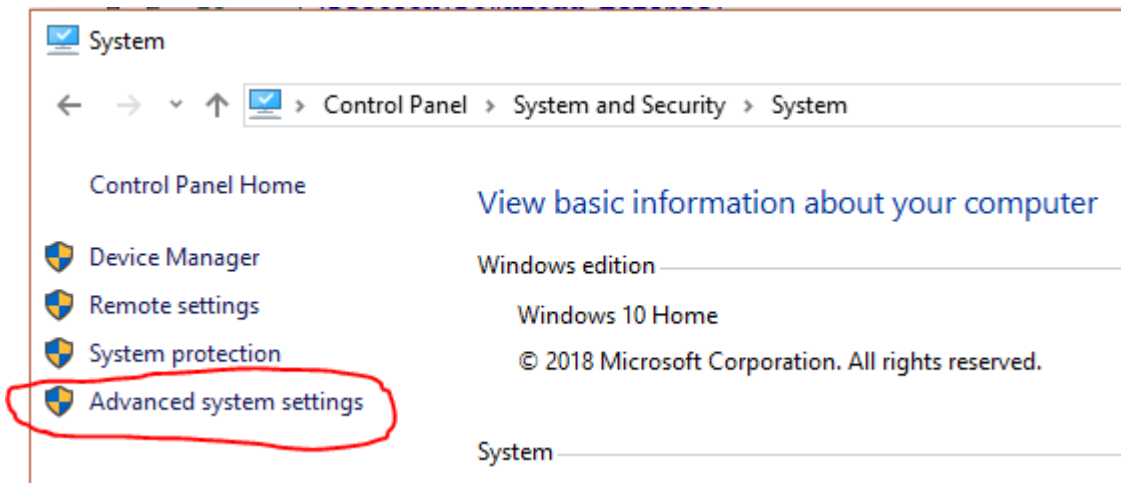 System
Control Panel > System and Security > System
Control Panel Home
View basic information about your computer
Device Manager
Windows edition
Remote settings
Windows 10 Home
System protection
© 2018 Microsoft Corporation. All rights reserved.
Advanced system settings
System